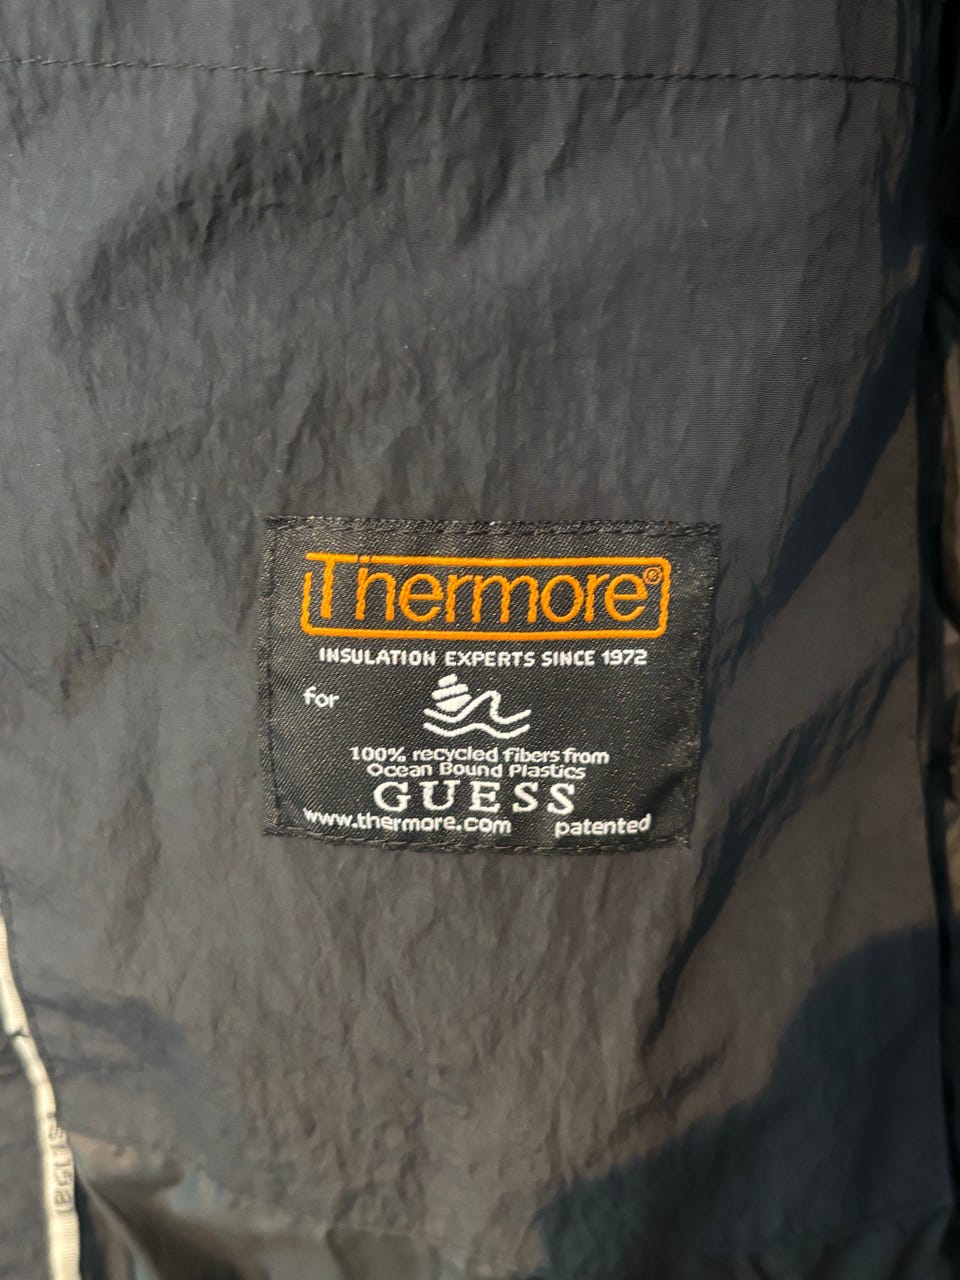 Thermore®
INSULATION EXPERTS SINCE 1972
for
100% recycled fibers from
Ocean Bound Plastics
GUESS
www.thermore.com patented